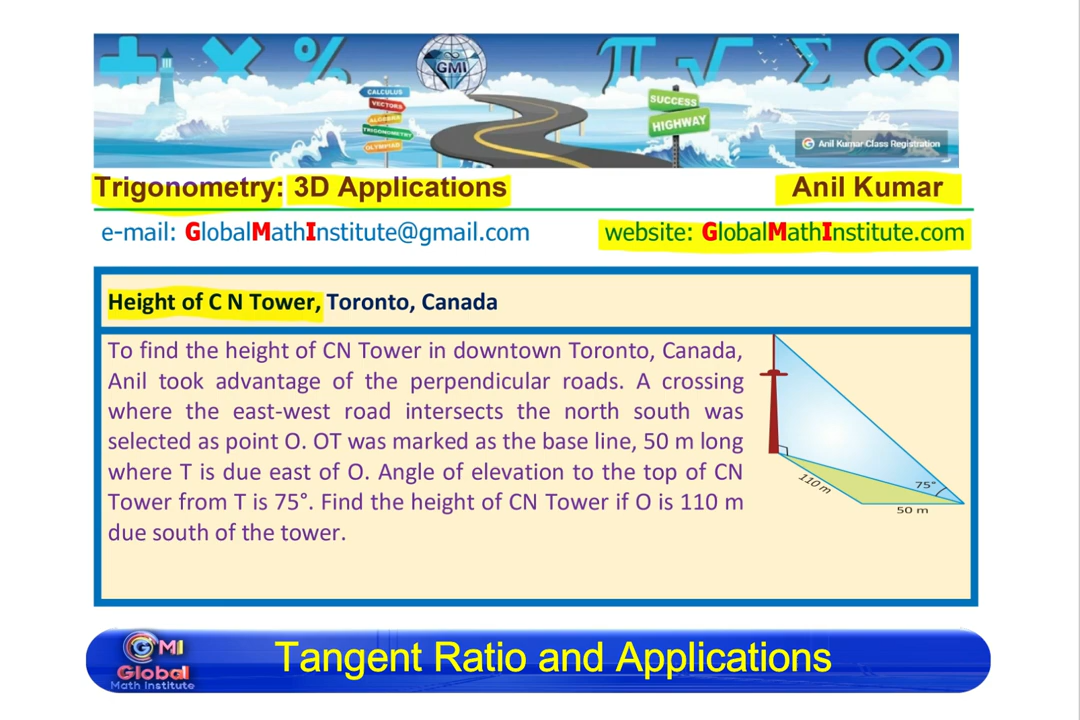 GMI
CALCULUS
VECTORS
ALGEBRA
TRIGONOMETRY
OLYMPIAD
SUCCESS
HIGHWAY
G Anil Kumar Class Registration
Trigonometry: 3D Applications
Anil Kumar
e-mail: GlobalMathInstitute@gmail.com
website: GlobalMathInstitute.com
Height of C N Tower, Toronto, Canada
To find the height of CN Tower in downtown Toronto, Canada,
Anil took advantage of the perpendicular roads. A crossing
where the east-west road intersects the north south was
selected as point O. OT was marked as the base line, 50 m long
where T is due east of O. Angle of elevation to the top of CN
Tower from T is 75°. Find the height of CN Tower if O is 110 m
due south of the tower.
110 m
75°
50 m
GMI
Global
Math Institute
Tangent Ratio and Applications